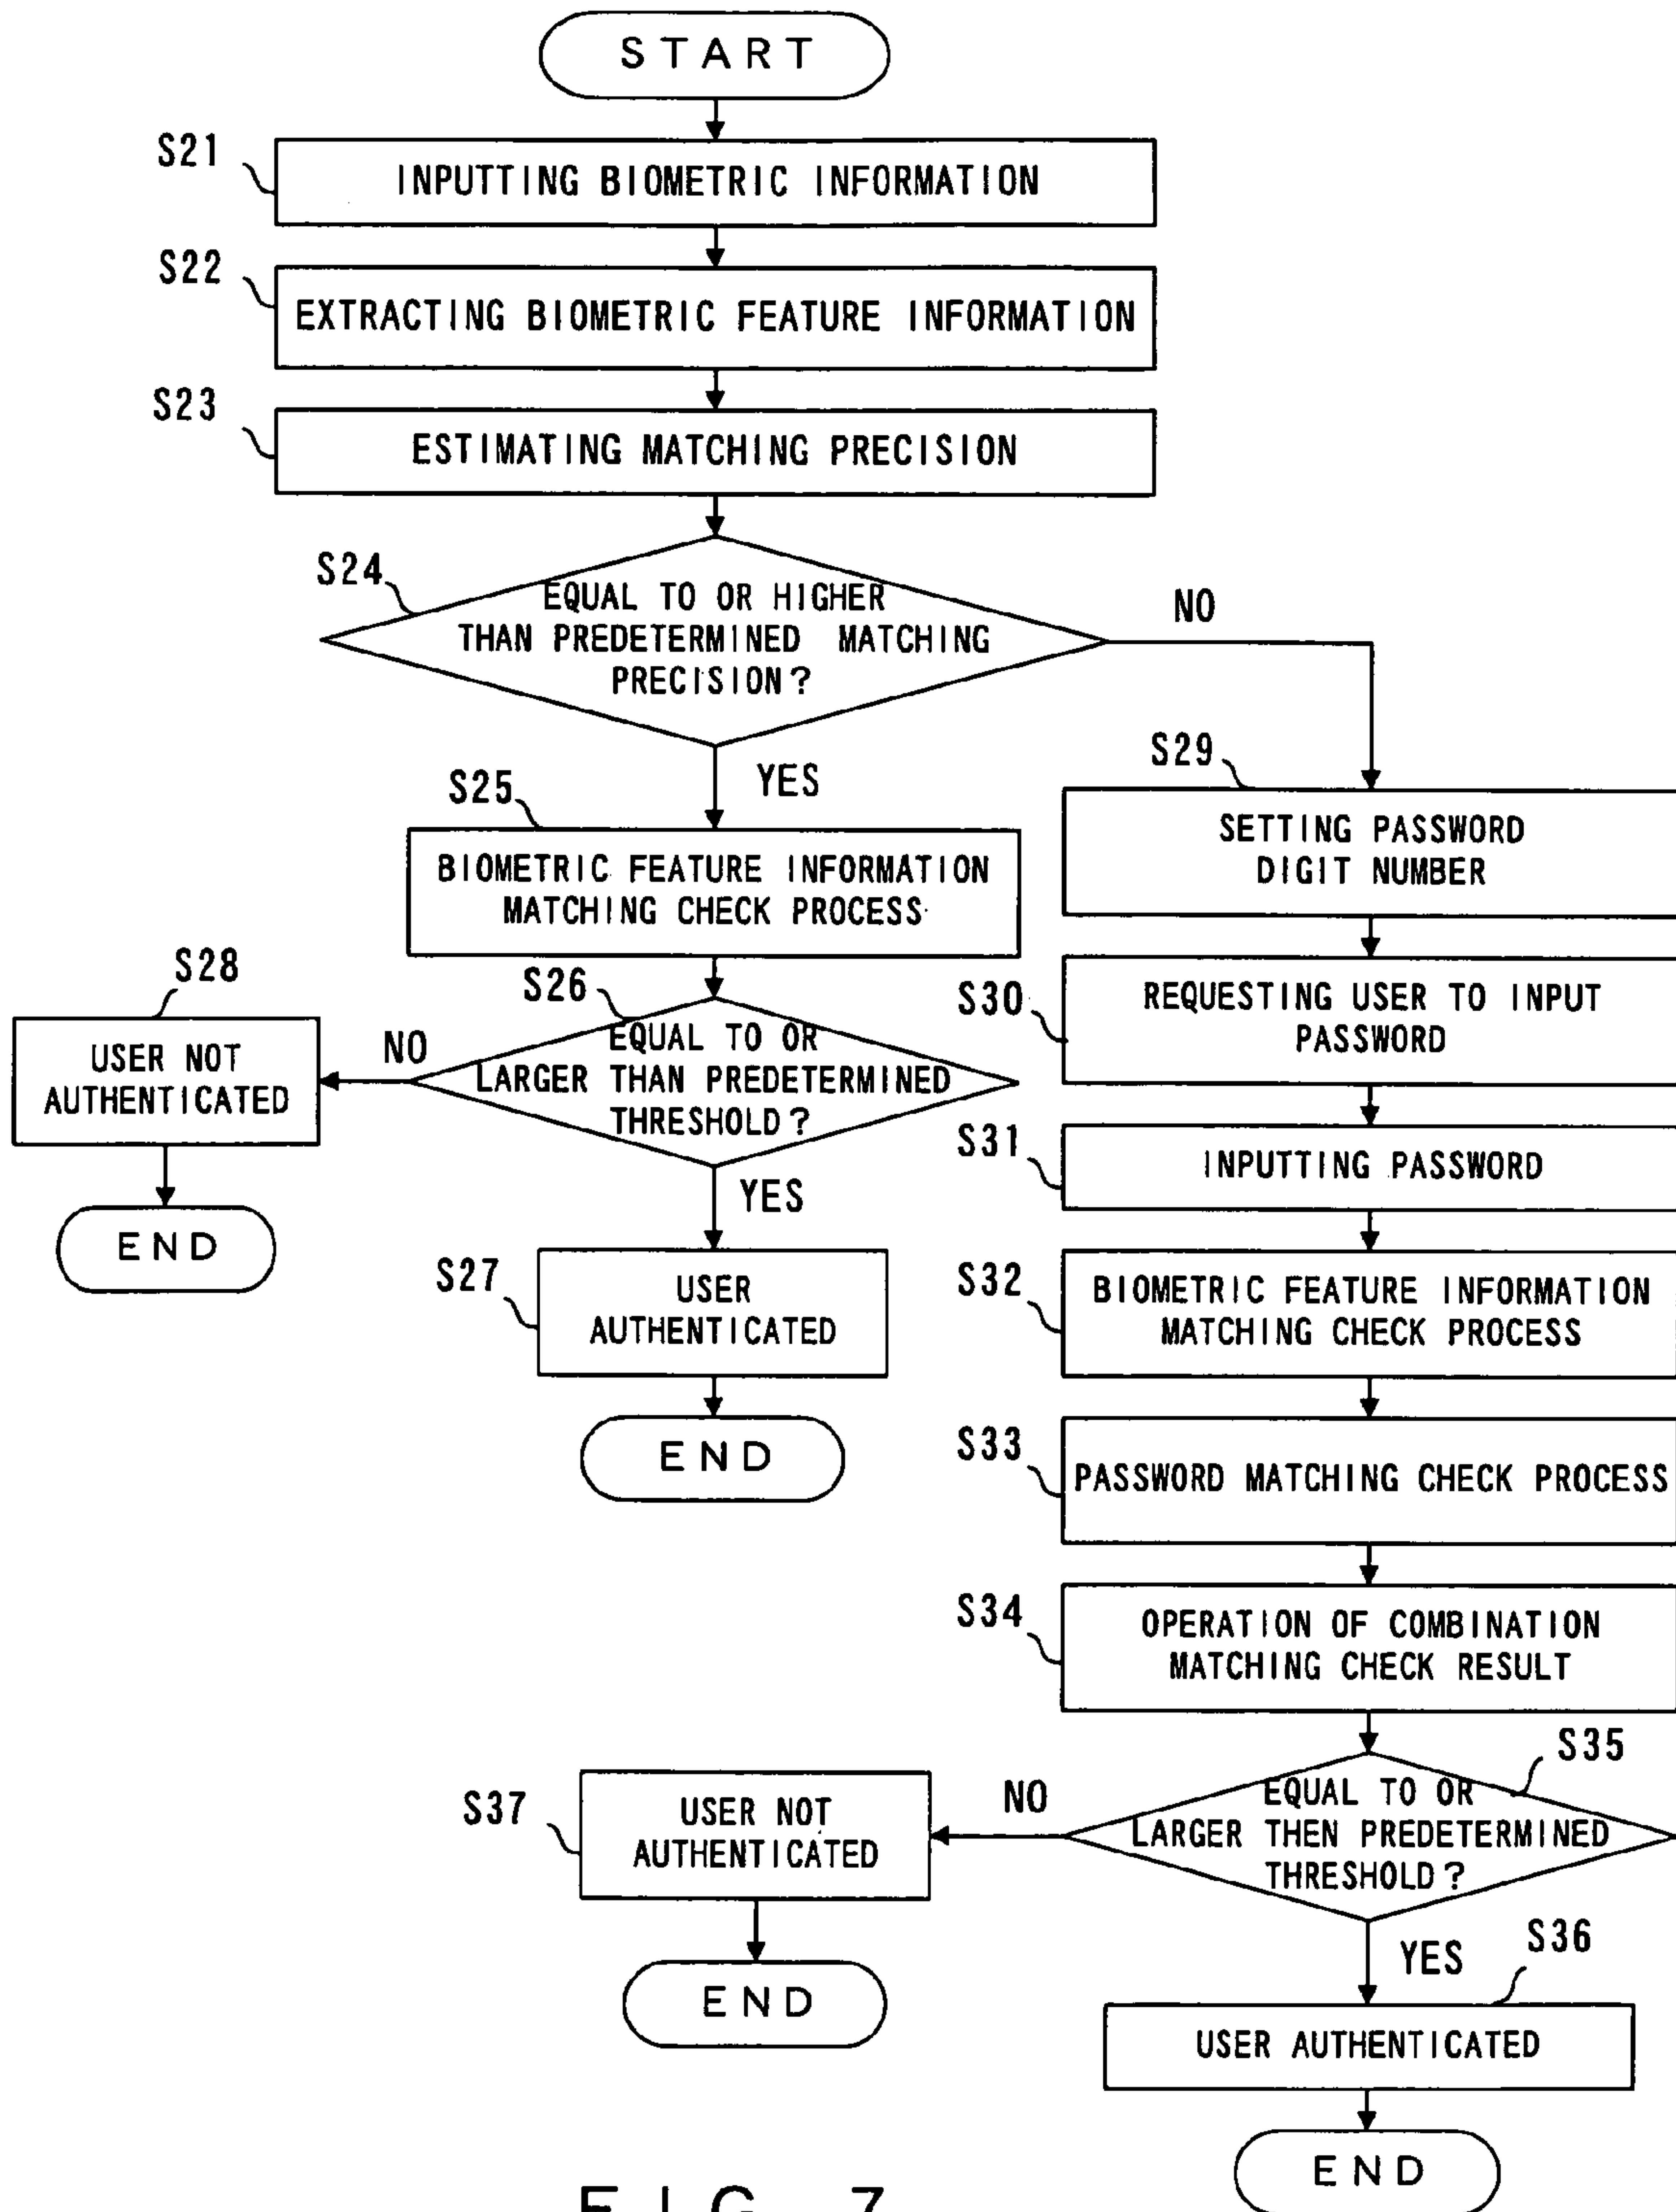 START
S21
INPUTTING BIOMETRIC INFORMATION
S22
EXTRACTING BIOMETRIC FEATURE INFORMATION
S23
ESTIMATING MATCHING PRECISION
S24
EQUAL TO OR HIGHER
THAN PREDETERMINED MATCHING
PRECISION?
NO
YES
S25
BIOMETRIC FEATURE INFORMATION
MATCHING CHECK PROCESS
S26
EQUAL TO OR
LARGER THAN PREDETERMINED
THRESHOLD?
NO
S28
USER NOT
AUTHENTICATED
END
YES
S27
USER
AUTHENTICATED
END
S29
SETTING PASSWORD
DIGIT NUMBER
S30
REQUESTING USER TO INPUT
PASSWORD
S31
INPUTTING PASSWORD
S32
BIOMETRIC FEATURE INFORMATION
MATCHING CHECK PROCESS
S33
PASSWORD MATCHING CHECK PROCESS
S34
OPERATION OF COMBINATION
MATCHING CHECK RESULT
S35
EQUAL TO OR
LARGER THEN PREDETERMINED
THRESHOLD?
NO
S37
USER NOT
AUTHENTICATED
END
YES
S36
USER AUTHENTICATED
END
FIG. 7